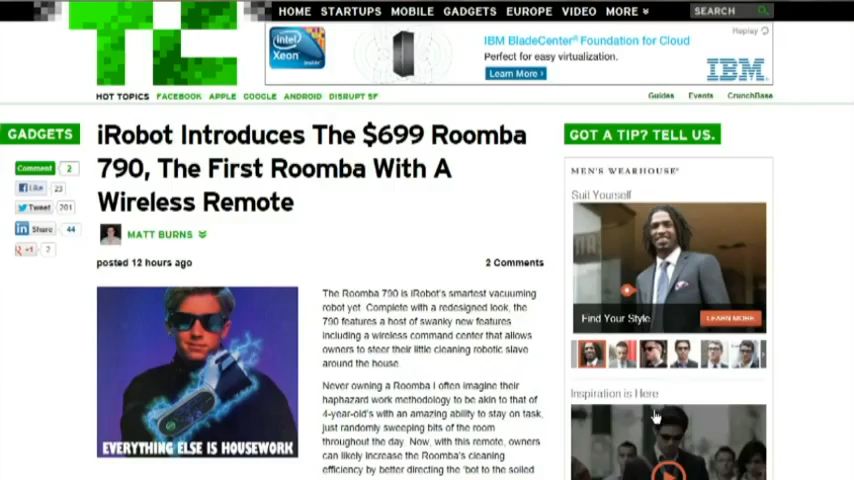 TC
HOME STARTUPS MOBILE GADGETS EUROPE VIDEO MORE
SEARCH
intel
Xeon
inside
IBM BladeCenter® Foundation for Cloud
Perfect for easy virtualization.
Learn More ›
Replay
IBM
HOT TOPICS FACEBOOK APPLE GOOGLE ANDROID DISRUPT SF
Guides Events CrunchBase
GADGETS
iRobot Introduces The $699 Roomba
790, The First Roomba With A
Wireless Remote
GOT A TIP? TELL US.
Comment 2
Like 23
Tweet 201
in Share 44
+1 2
MATT BURNS
posted 12 hours ago
2 Comments
EVERYTHING ELSE IS HOUSEWORK
The Roomba 790 is iRobot's smartest vacuuming
robot yet. Complete with a redesigned look, the
790 features a host of swanky new features
including a wireless command center that allows
owners to steer their little cleaning robotic slave
around the house.
Never owning a Roomba I often imagine their
haphazard work methodology to be akin to that of
4-year-old's with an amazing ability to stay on task,
just randomly sweeping bits of the room
throughout the day. Now, with this remote, owners
can likely increase the Roomba's cleaning
efficiency by better directing the 'bot to the soiled
MEN'S WEARHOUSE®
Suit Yourself
Find Your Style
LEARN MORE
Inspiration is Here